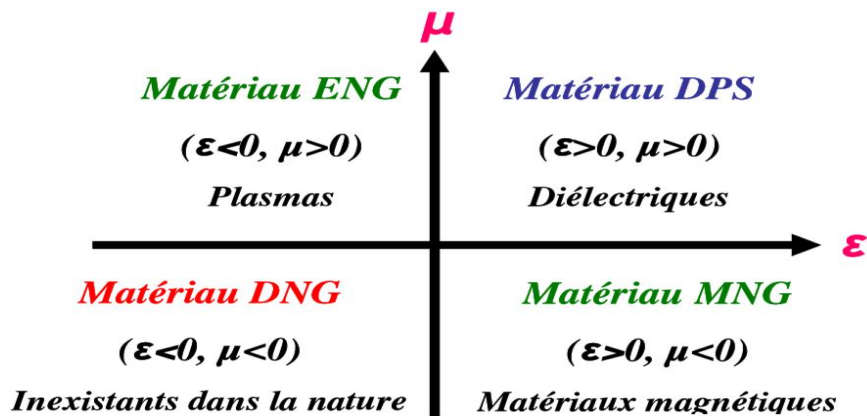 μ
Matériau ENG
(ε<0, μ>0)
Plasmas
Matériau DPS
(ε>0, μ>0)
Diélectriques
ε
Matériau DNG
(ε<0, μ<0)
Inexistants dans la nature
Matériau MNG
(ε>0, μ<0)
Matériaux magnétiques